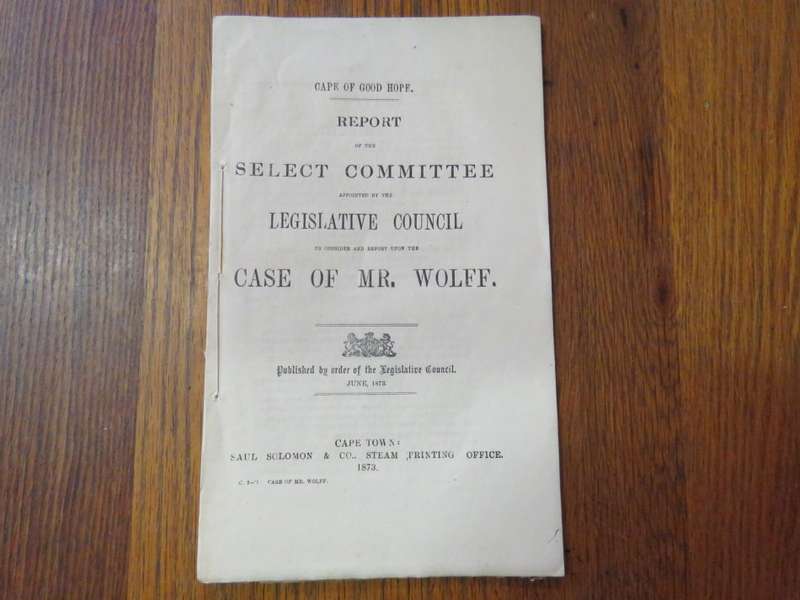 CAPE OF GOOD HOPE.
REPORT
OF THE
SELECT COMMITTEE
APPOINTED BY THE
LEGISLATIVE COUNCIL
TO CONSIDER AND REPORT UPON THE
CASE OF MR. WOLFF.
Published by order of the Legislative Council.
JUNE, 1873.
CAPE TOWN:
SAUL SOLOMON & CO., STEAM PRINTING OFFICE.
1873.
CASE OF MR. WOLFF.